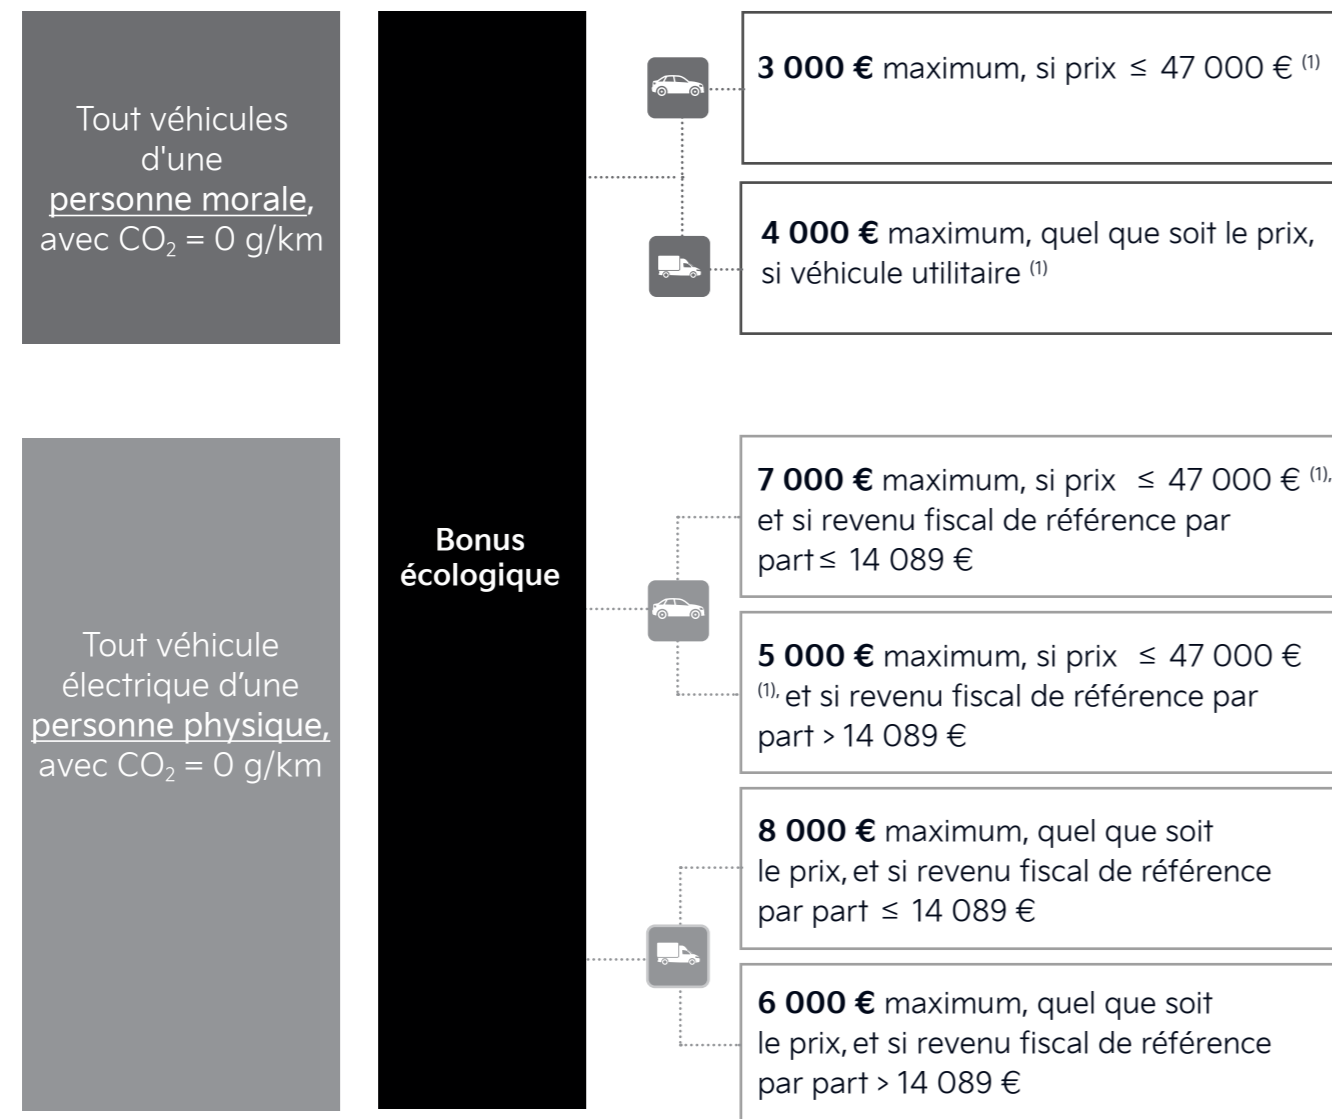 Tout véhicules
d'une
personne morale,
avec CO₂ = 0 g/km
3 000 € maximum, si prix ≤ 47 000 € (1)
4 000 € maximum, quel que soit le prix,
si véhicule utilitaire (1)
Bonus
écologique
Tout véhicule
électrique d’une
personne physique,
avec CO₂ = 0 g/km
7 000 € maximum, si prix ≤ 47 000 € (1),
et si revenu fiscal de référence par
part ≤ 14 089 €
5 000 € maximum, si prix ≤ 47 000 €
(1), et si revenu fiscal de référence par
part > 14 089 €
8 000 € maximum, quel que soit
le prix, et si revenu fiscal de référence
par part ≤ 14 089 €
6 000 € maximum, quel que soit
le prix, et si revenu fiscal de référence
par part > 14 089 €